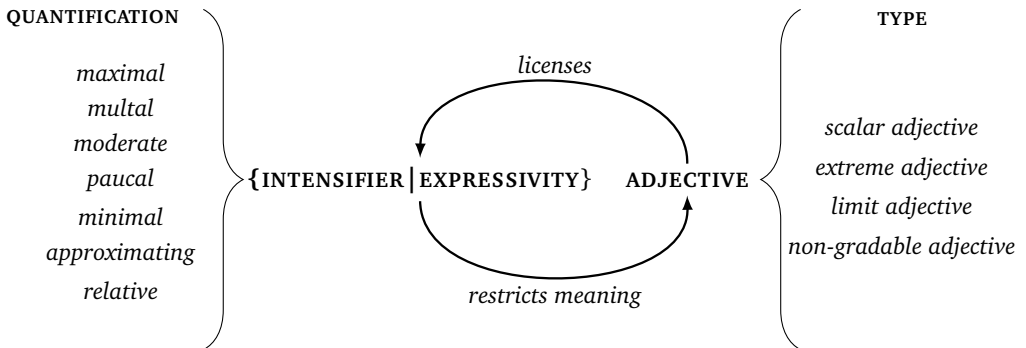 QUANTIFICATION
maximal
multal
moderate
paucal
minimal
approximating
relative
licenses
{INTENSIFIER|EXPRESSIVITY} ADJECTIVE
restricts meaning
TYPE
scalar adjective
extreme adjective
limit adjective
non-gradable adjective